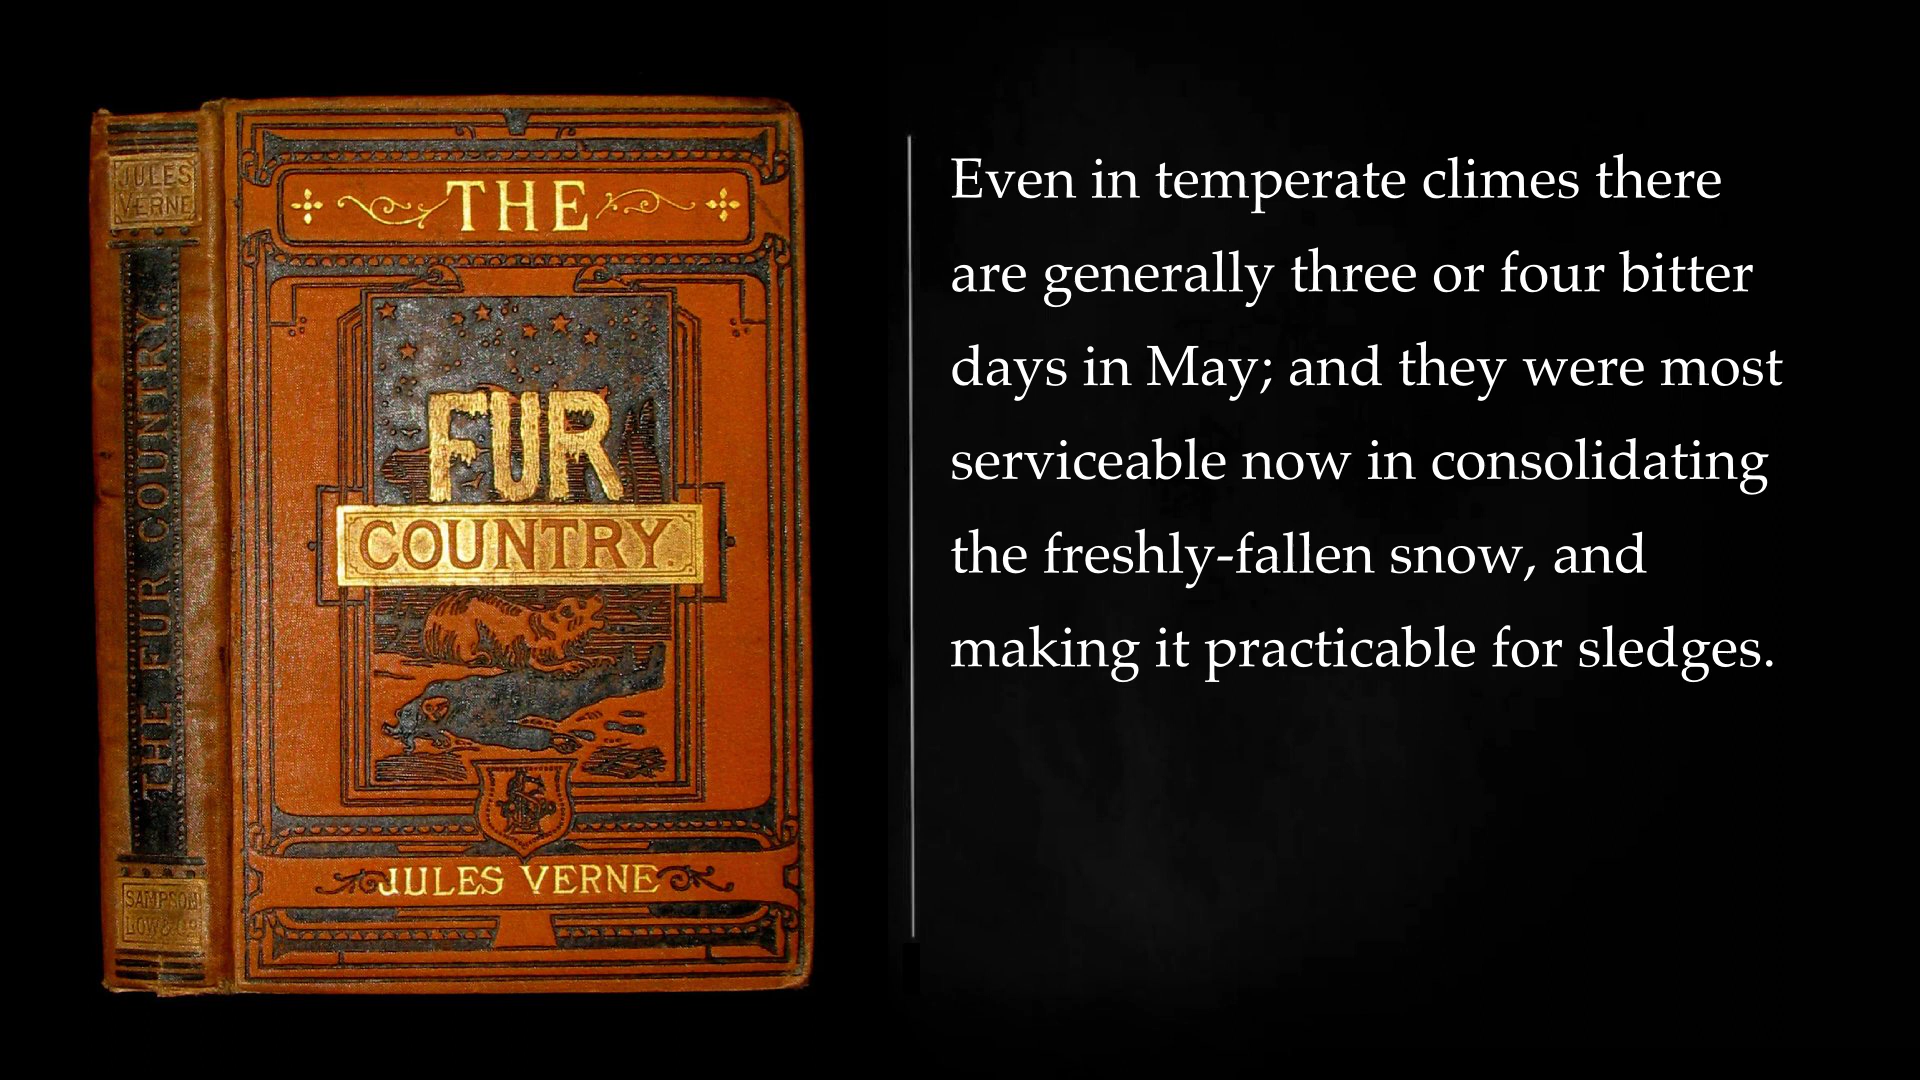 JULES
VERNE
THE FUR COUNTRY.
SAMPSON
LOW & Co
THE
FUR
COUNTRY.
JULES VERNE
Even in temperate climes there
are generally three or four bitter
days in May; and they were most
serviceable now in consolidating
the freshly-fallen snow, and
making it practicable for sledges.